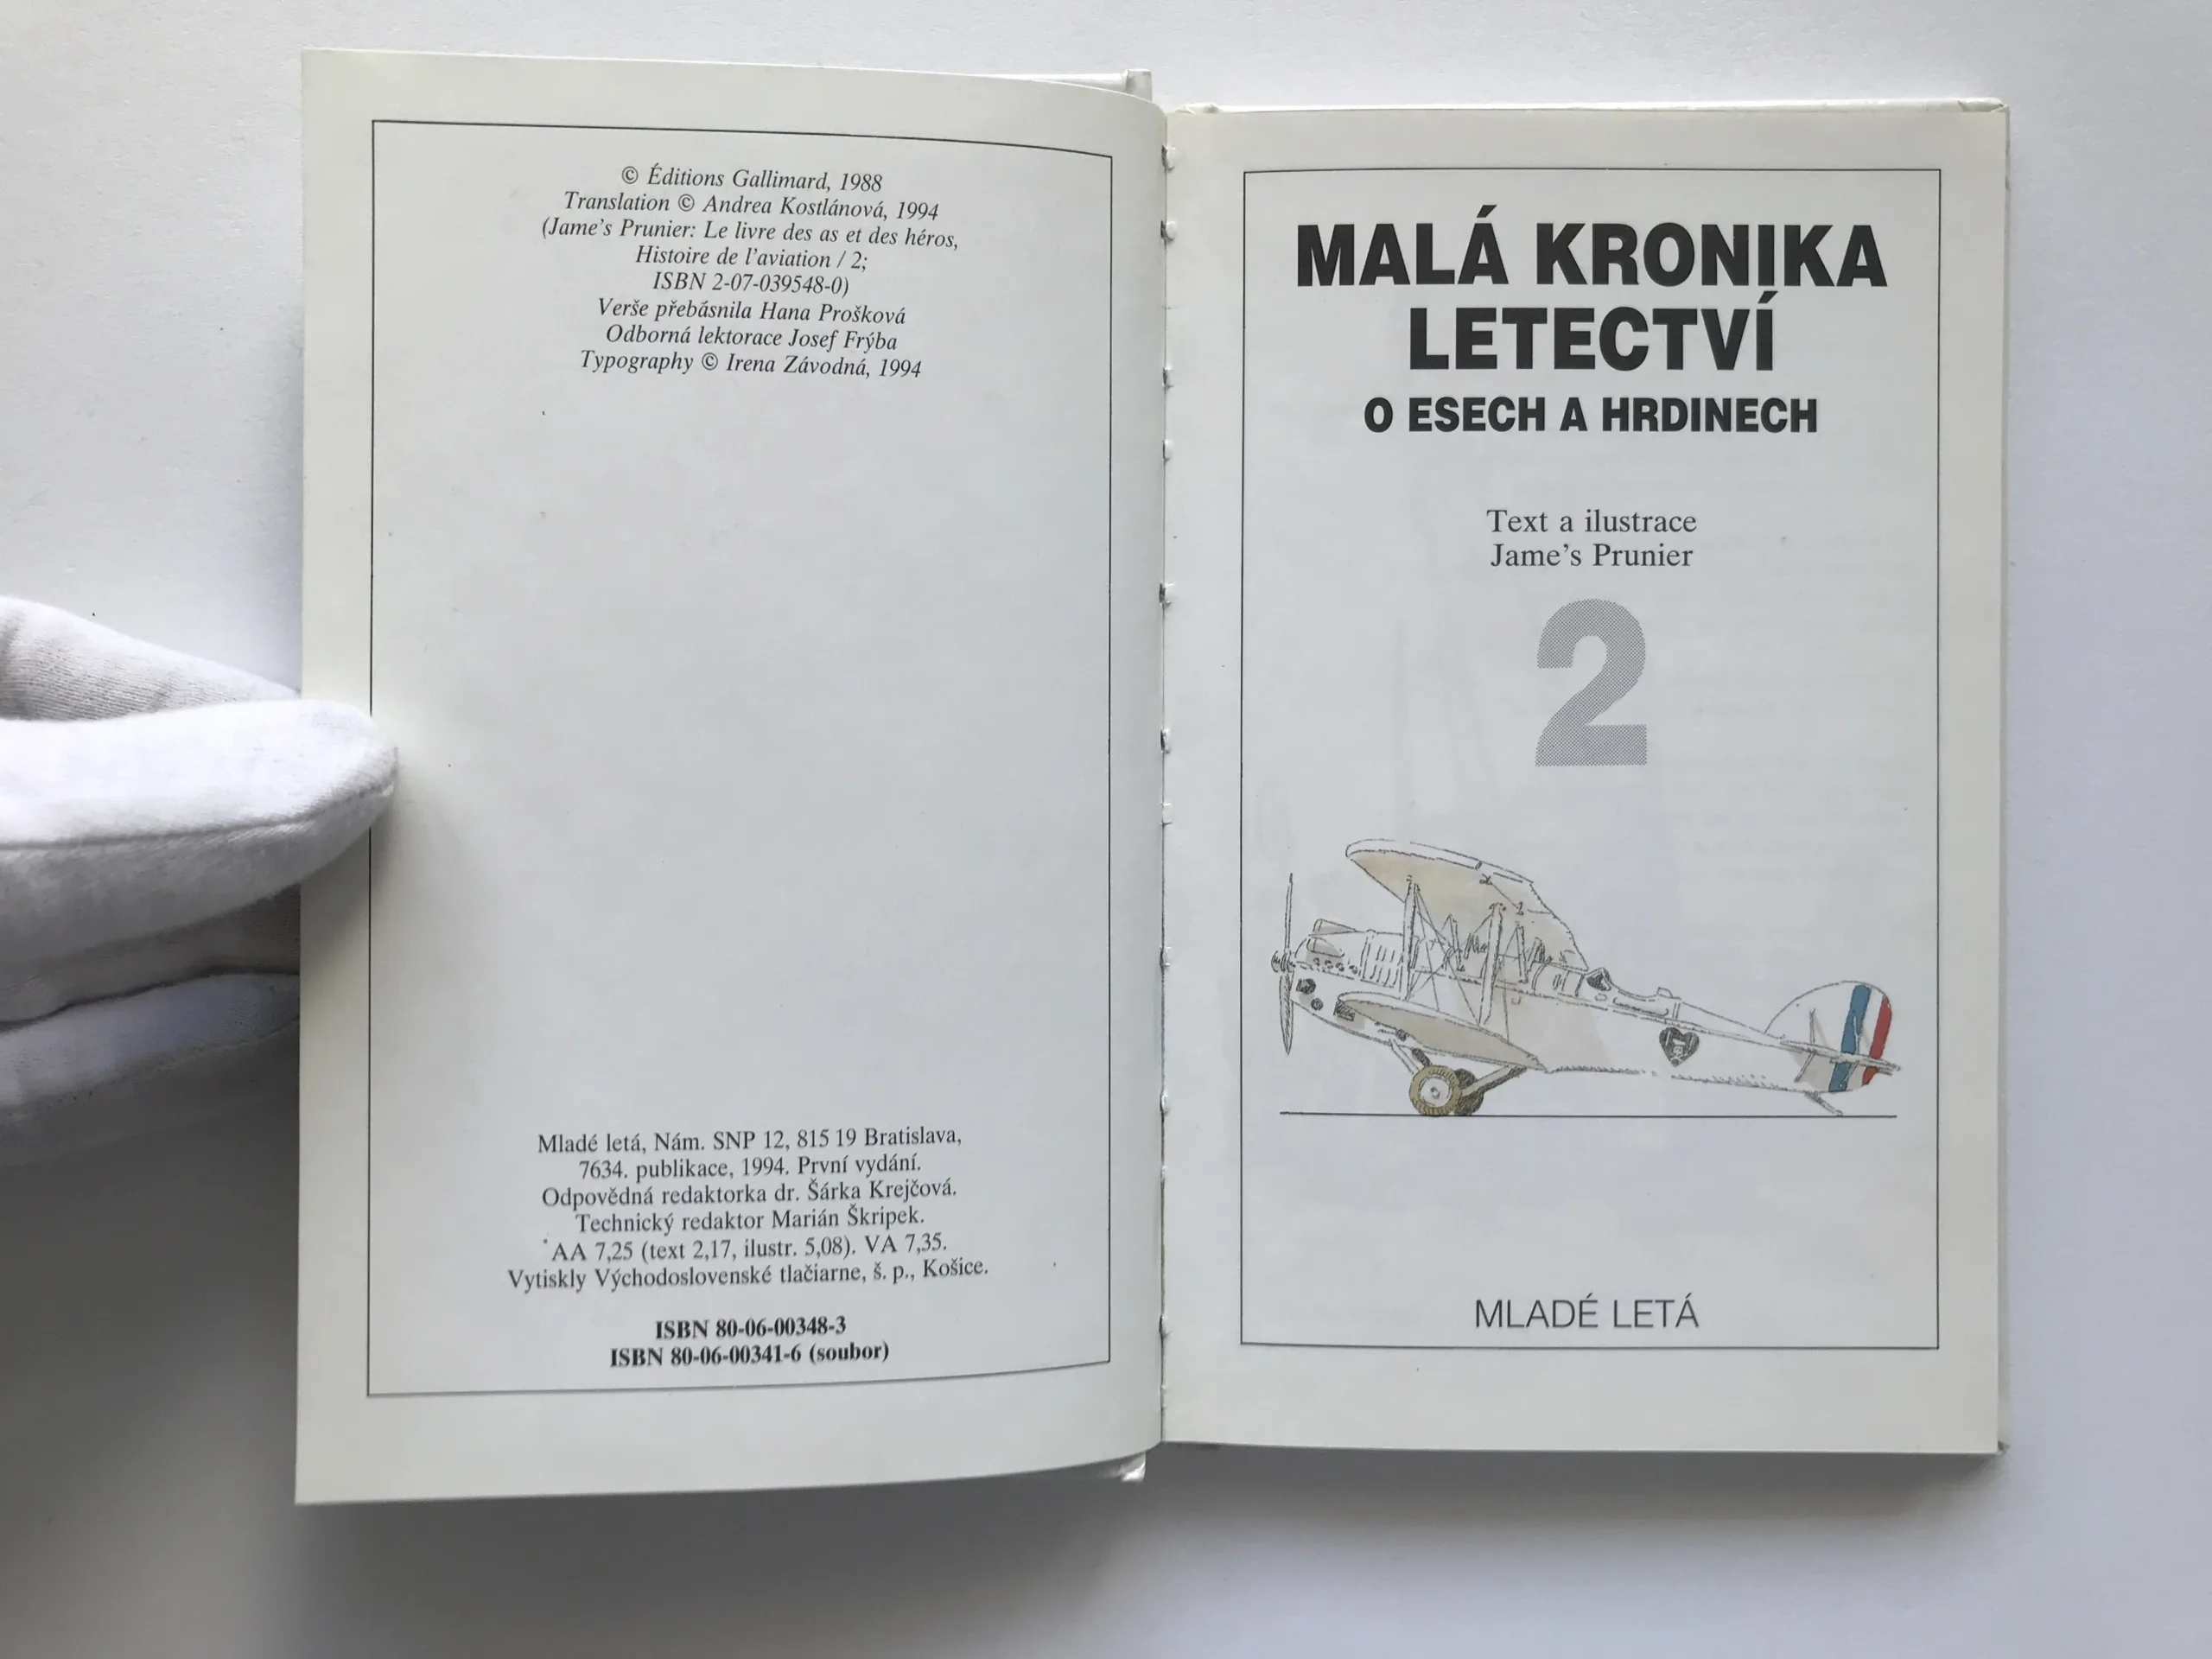 © Éditions Gallimard, 1988
Translation © Andrea Kostlánová, 1994
(Jame's Prunier: Le livre des as et des héros,
Histoire de l'aviation / 2;
ISBN 2-07-039548-0)
Verše přebásnila Hana Prošková
Odborná lektorace Josef Frýba
Typography © Irena Závodná, 1994
Mladé letá, Nám. SNP 12, 815 19 Bratislava,
7634. publikace, 1994. První vydání.
Odpovědná redaktorka dr. Šárka Krejčová.
Technický redaktor Marián Škripek.
AA 7,25 (text 2,17, ilustr. 5,08). VA 7,35.
Vytiskly Východoslovenské tlačiarne, š. p., Košice.
ISBN 80-06-00348-3
ISBN 80-06-00341-6 (soubor)
MALÁ KRONIKA
LETECTVÍ
O ESECH A HRDINECH
Text a ilustrace
Jame's Prunier
2
MLADÉ LETÁ